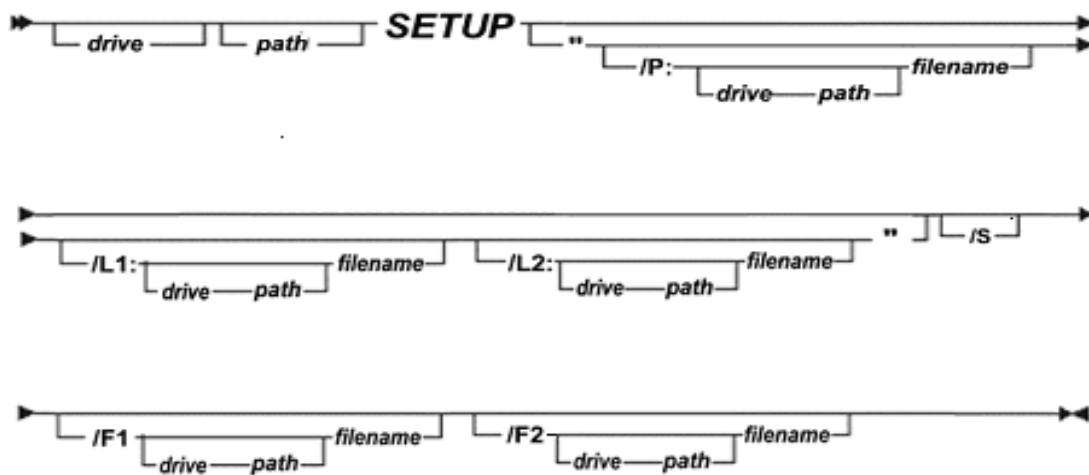 drive path SETUP "
/P: filename
drive path
"
/L1: filename /L2: filename /S
drive path drive path
/F1 filename /F2 filename
drive path drive path